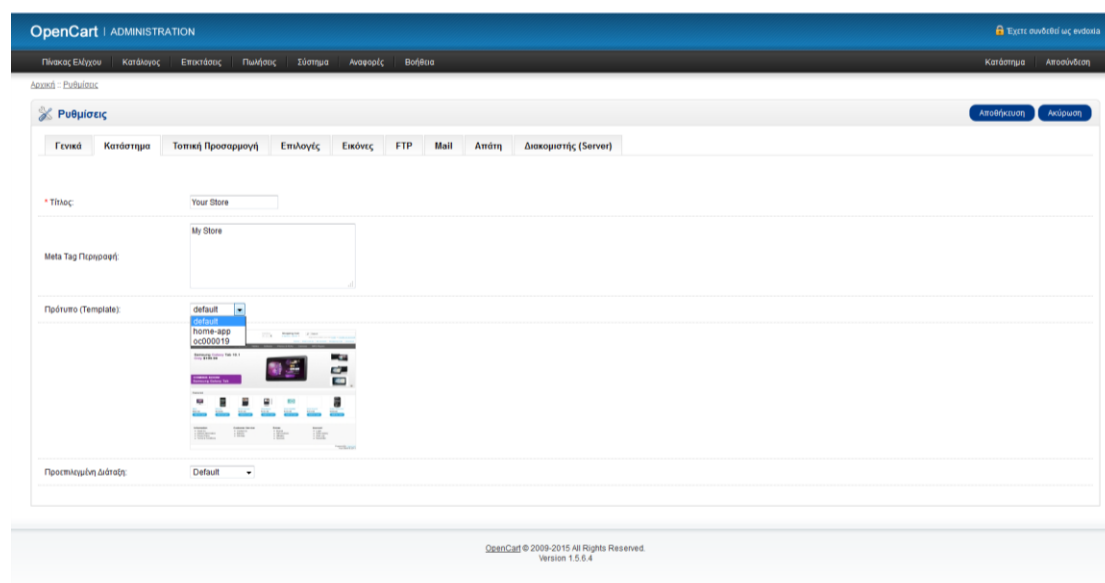 OpenCart | ADMINISTRATION
Έχετε συνδεθεί ως evdoxia
Πίνακας Ελέγχου Κατάλογος Επεκτάσεις Πωλήσεις Σύστημα Αναφορές Βοήθεια Κατάστημα Αποσύνδεση
Αρχική :: Ρυθμίσεις
Ρυθμίσεις Αποθήκευση Ακύρωση
Γενικά Κατάστημα Τοπική Προσαρμογή Επιλογές Εικόνες FTP Mail Απάτη Διακομιστής (Server)
* Τίτλος: Your Store
Meta Tag Περιγραφή: My Store
Πρότυπο (Template): default
default
home-app
oc000019
Προεπιλεγμένη Διάταξη: Default
OpenCart © 2009-2015 All Rights Reserved.
Version 1.5.6.4